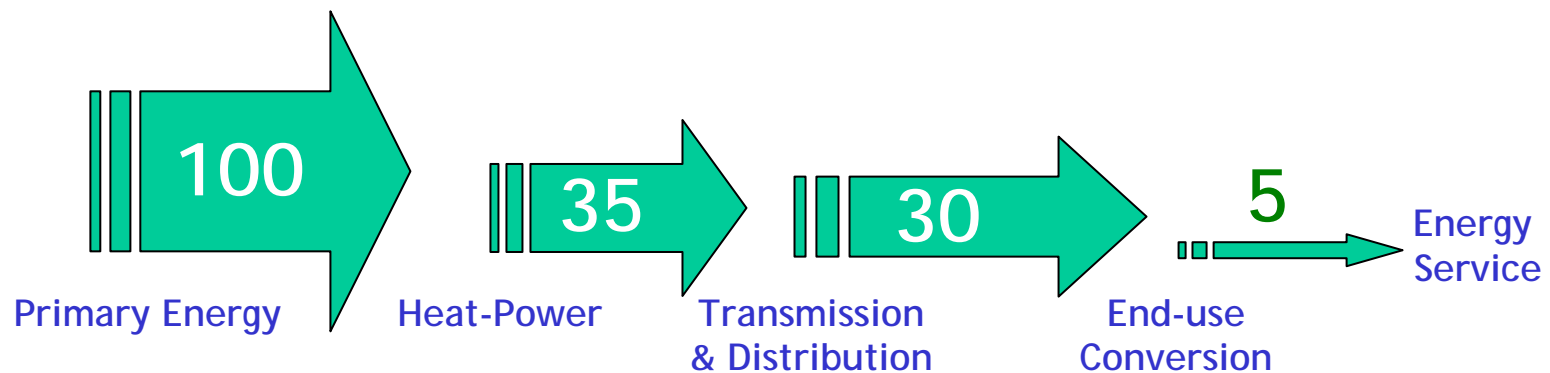 100
35
30
5
Energy
Service
Primary Energy
Heat-Power
Transmission
& Distribution
End-use
Conversion